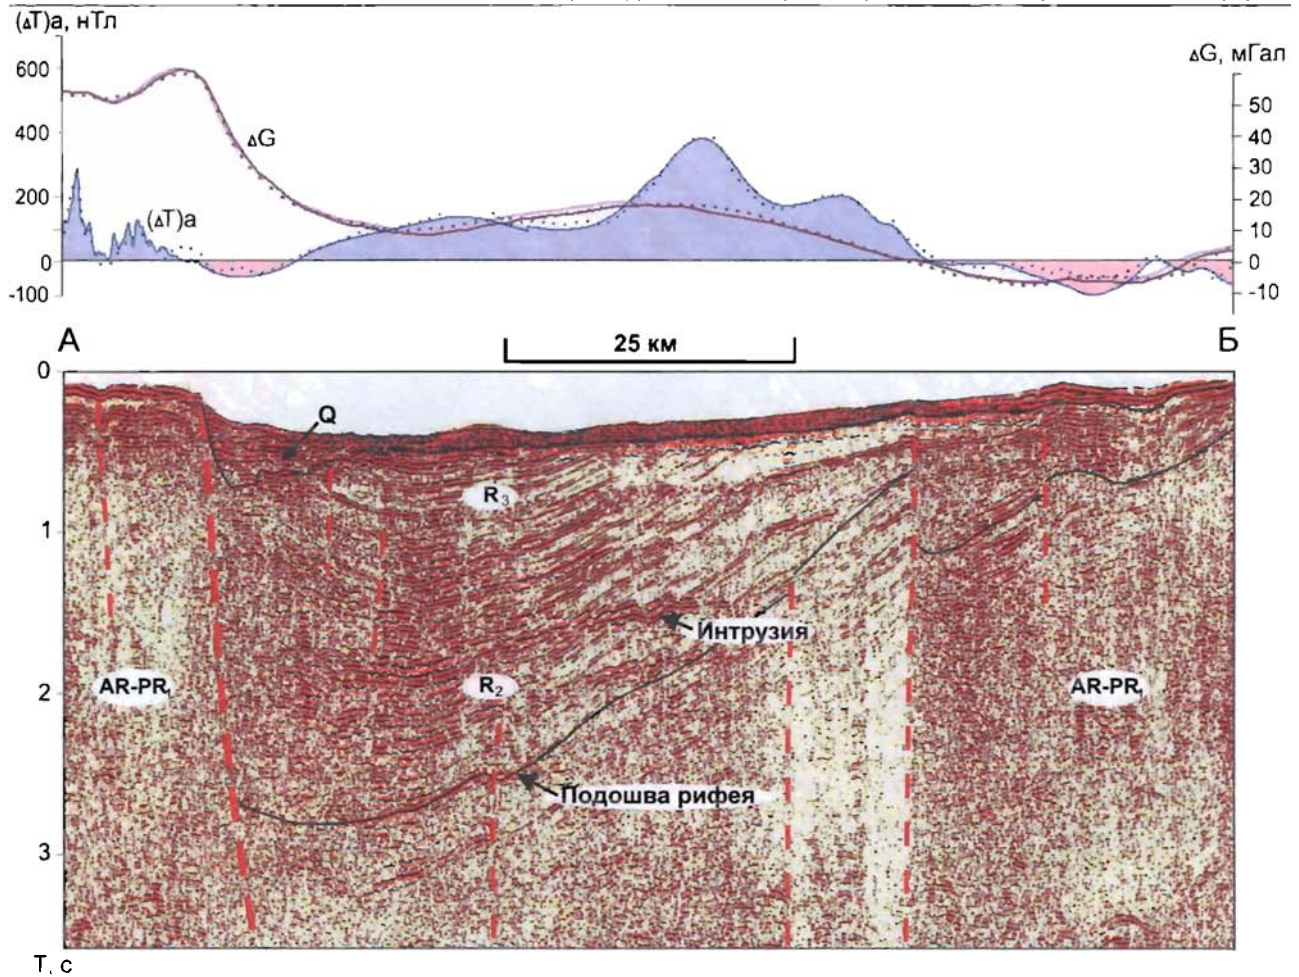 (ΔT)a, нТл
ΔG, мГал
600
400
200
0
-100
50
40
30
20
10
0
-10
ΔG
(ΔT)a
А
25 км
Б
0
1
2
3
Q
R₃
Интрузия
AR-PR₁
R₂
AR-PR₁
Подошва рифея
Т, с